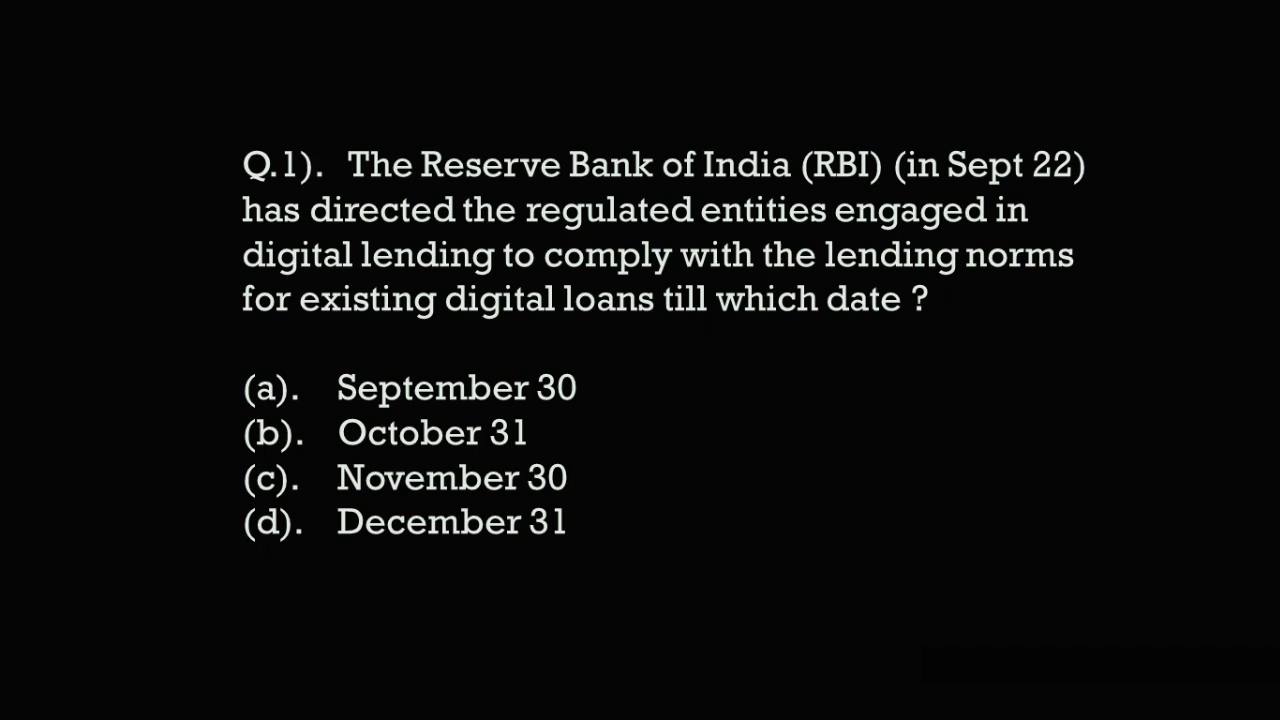 Q.1). The Reserve Bank of India (RBI) (in Sept 22)
has directed the regulated entities engaged in
digital lending to comply with the lending norms
for existing digital loans till which date ?
(a). September 30
(b). October 31
(c). November 30
(d). December 31